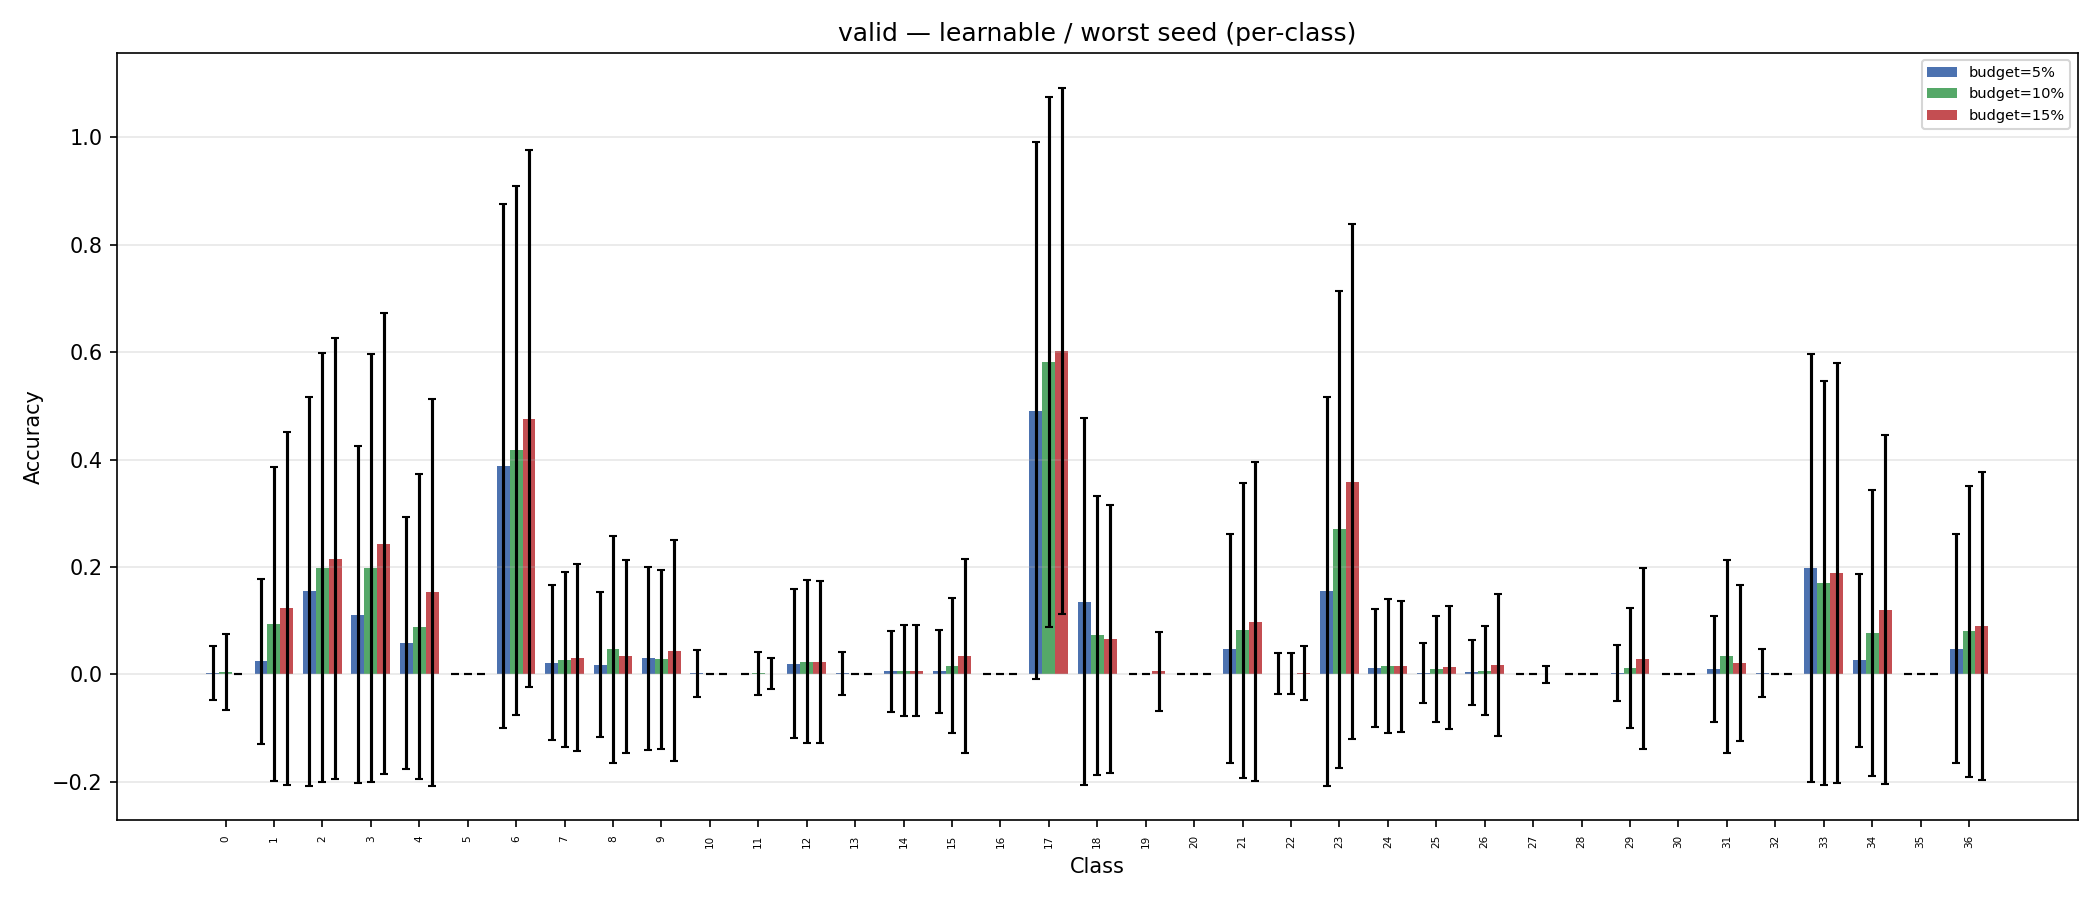 valid — learnable / worst seed (per-class)
budget=5%
budget=10%
budget=15%
Accuracy
1.0
0.8
0.6
0.4
0.2
0.0
−0.2
0 1 2 3 4 5 6 7 8 9 10 11 12 13 14 15 16 17 18 19 20 21 22 23 24 25 26 27 28 29 30 31 32 33 34 35 36
Class